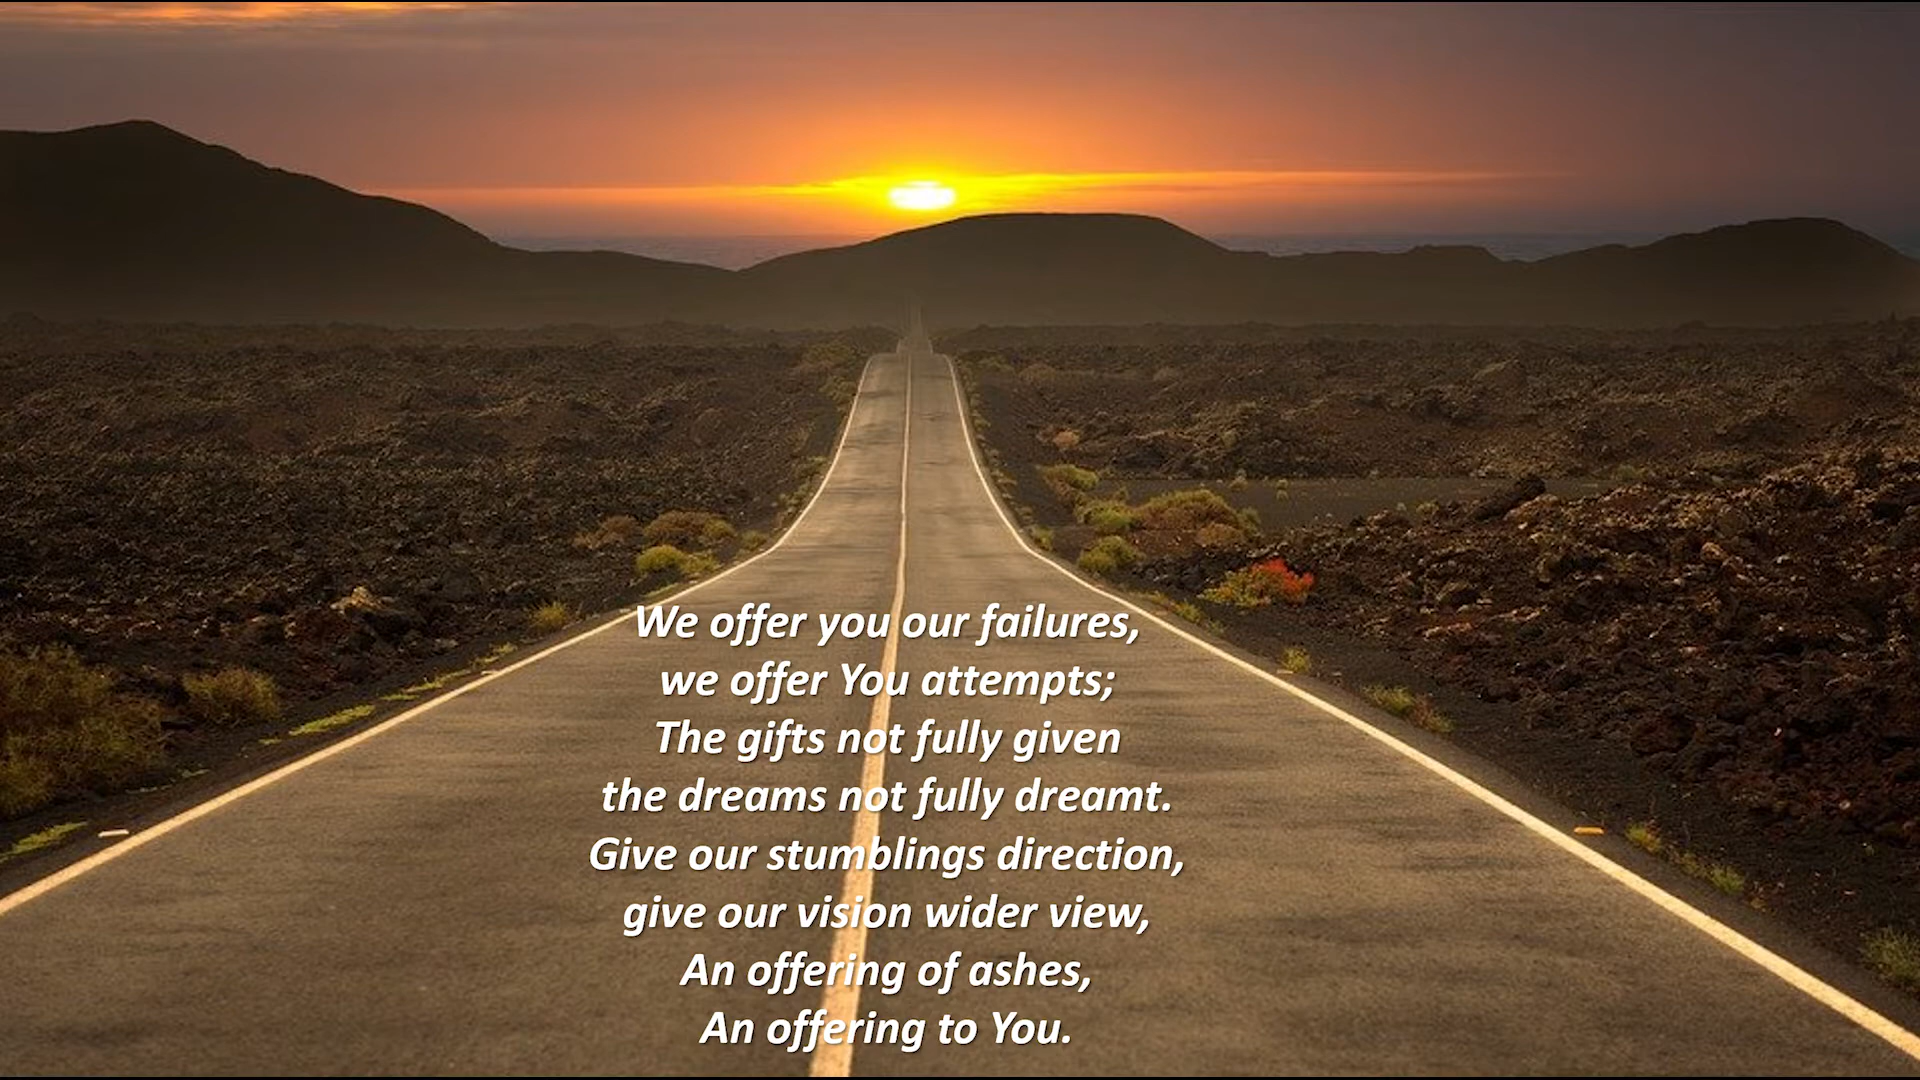 We offer you our failures,
we offer You attempts;
The gifts not fully given
the dreams not fully dreamt.
Give our stumblings direction,
give our vision wider view,
An offering of ashes,
An offering to You.